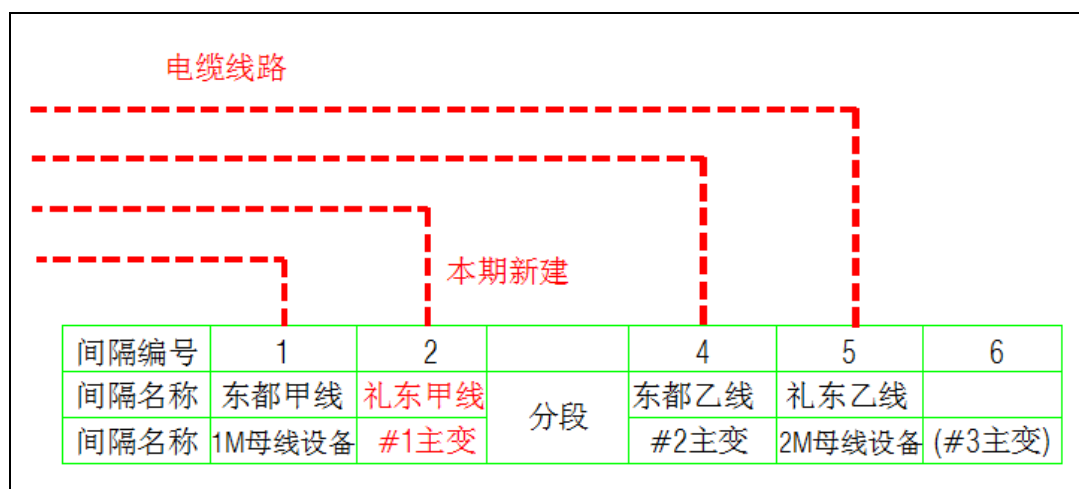 电缆线路
本期新建
间隔编号 1 2 4 5 6
间隔名称 东都甲线 礼东甲线 分段 东都乙线 礼东乙线
间隔名称 1M母线设备 #1主变 #2主变 2M母线设备 (#3主变)